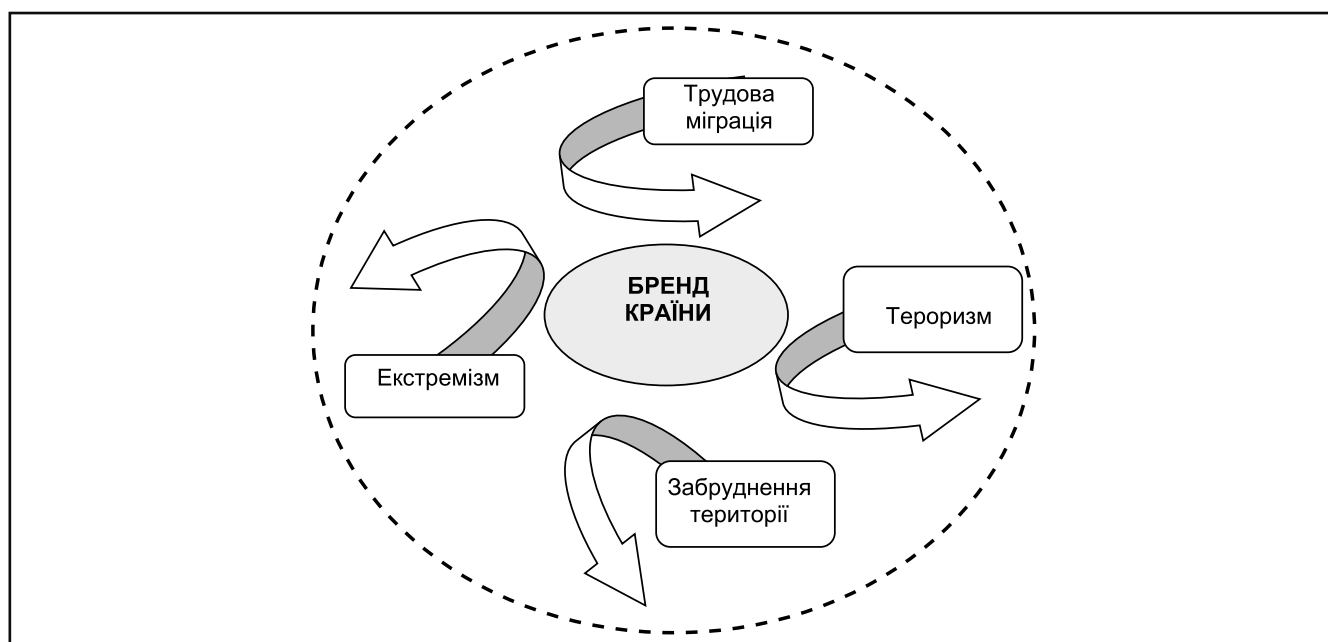 Трудова
міграція
БРЕНД
КРАЇНИ
Тероризм
Екстремізм
Забруднення
території